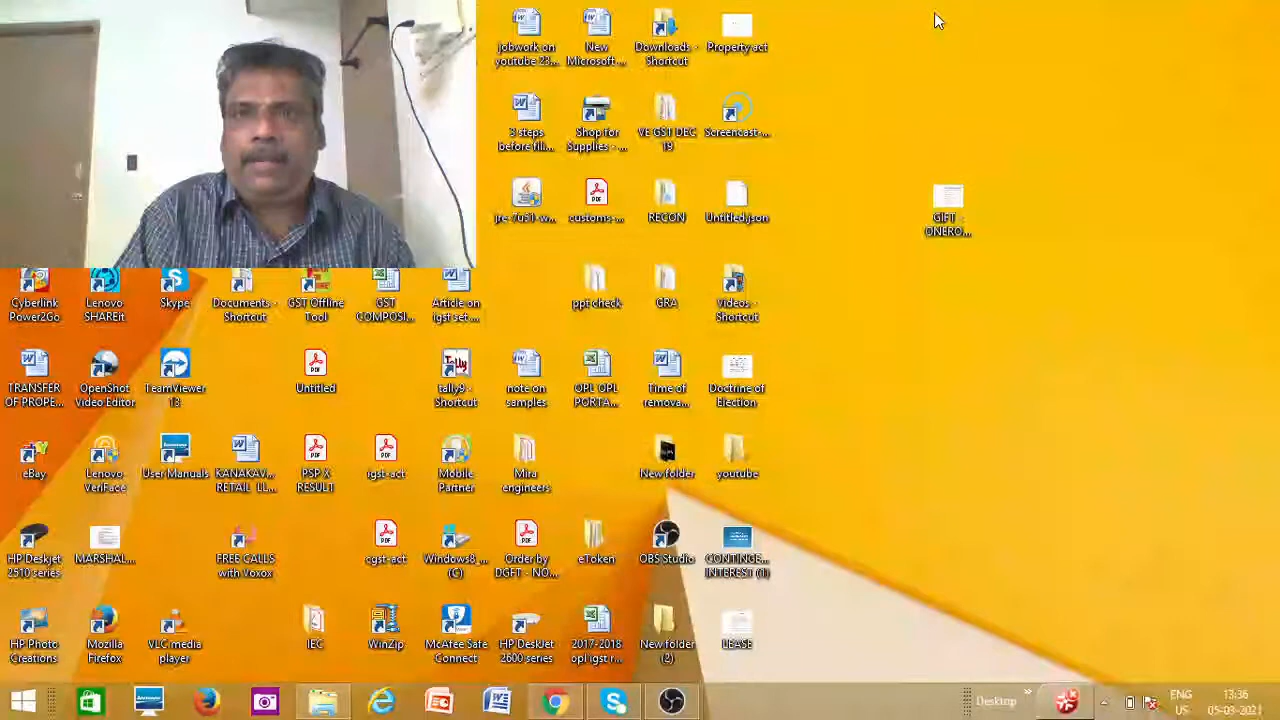 jobwork on
youtube 23...
New
Microsoft...
Downloads -
Shortcut
Property act
3 steps
before fili...
Shop for
Supplies - ...
VE GST DEC
19
Screencast-...
jre-7u51-w...
customs-...
RECON
Untitled.json
GIFT -
ONERO...
Cyberlink
Power2Go
Lenovo
SHAREit
Skype
Documents -
Shortcut
GST Offline
Tool
GST
COMPOSI...
Article on
igst set ...
ppt check
GRA
Videos -
Shortcut
TRANSFER
OF PROPE...
OpenShot
Video Editor
TeamViewer
13
Untitled
tally9 -
Shortcut
note on
samples
OPL OPL
PORTA...
Time of
remova...
Doctrine of
Election
eBay
Lenovo
VeriFace
User Manuals
KANAKAV...
RETAIL LL...
PSP X
RESULT
igst-act
Mobile
Partner
Mira
engineers
New folder
youtube
HP Deskjet
2510 series
MARSHAL...
FREE CALLS
with Voxox
cgst-act
Windows8_...
(C)
Order by
DGFT - NO...
eToken
OBS Studio
CONTINGE...
INTEREST (1)
HP Photo
Creations
Mozilla
Firefox
VLC media
player
IEC
WinZip
McAfee Safe
Connect
HP DeskJet
2600 series
2017-2018
opl igst r...
New folder
(2)
LEASE
Desktop
ENG
US
13:36
05-03-2021